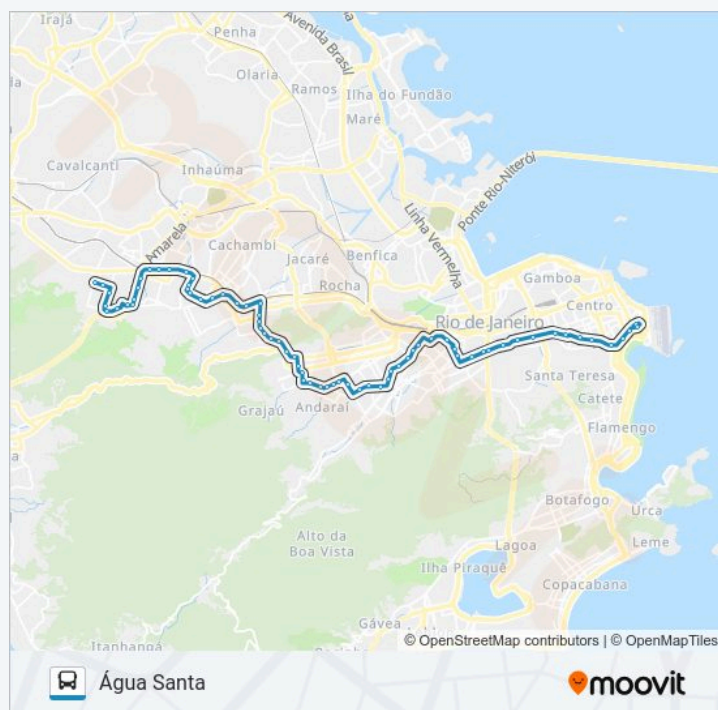 Irajá
Penha
Avenida Brasil
Olaria
Ramos
Ilha do Fundão
Maré
Cavalcanti
Inhaúma
Ponte Rio-Niterói
Amarela
Cachambi
Linha Vermelha
Benfica
Jacaré
Rocha
Gamboa
Centro
Rio de Janeiro
Santa Teresa
Catete
Grajaú
Andaraí
Flamengo
Botafogo
Urca
Alto da
Boa Vista
Lagoa
Leme
Ilha Piraquê
Copacabana
Gávea
Itanhangá
© OpenStreetMap contributors | © OpenMapTiles
Água Santa
moovit